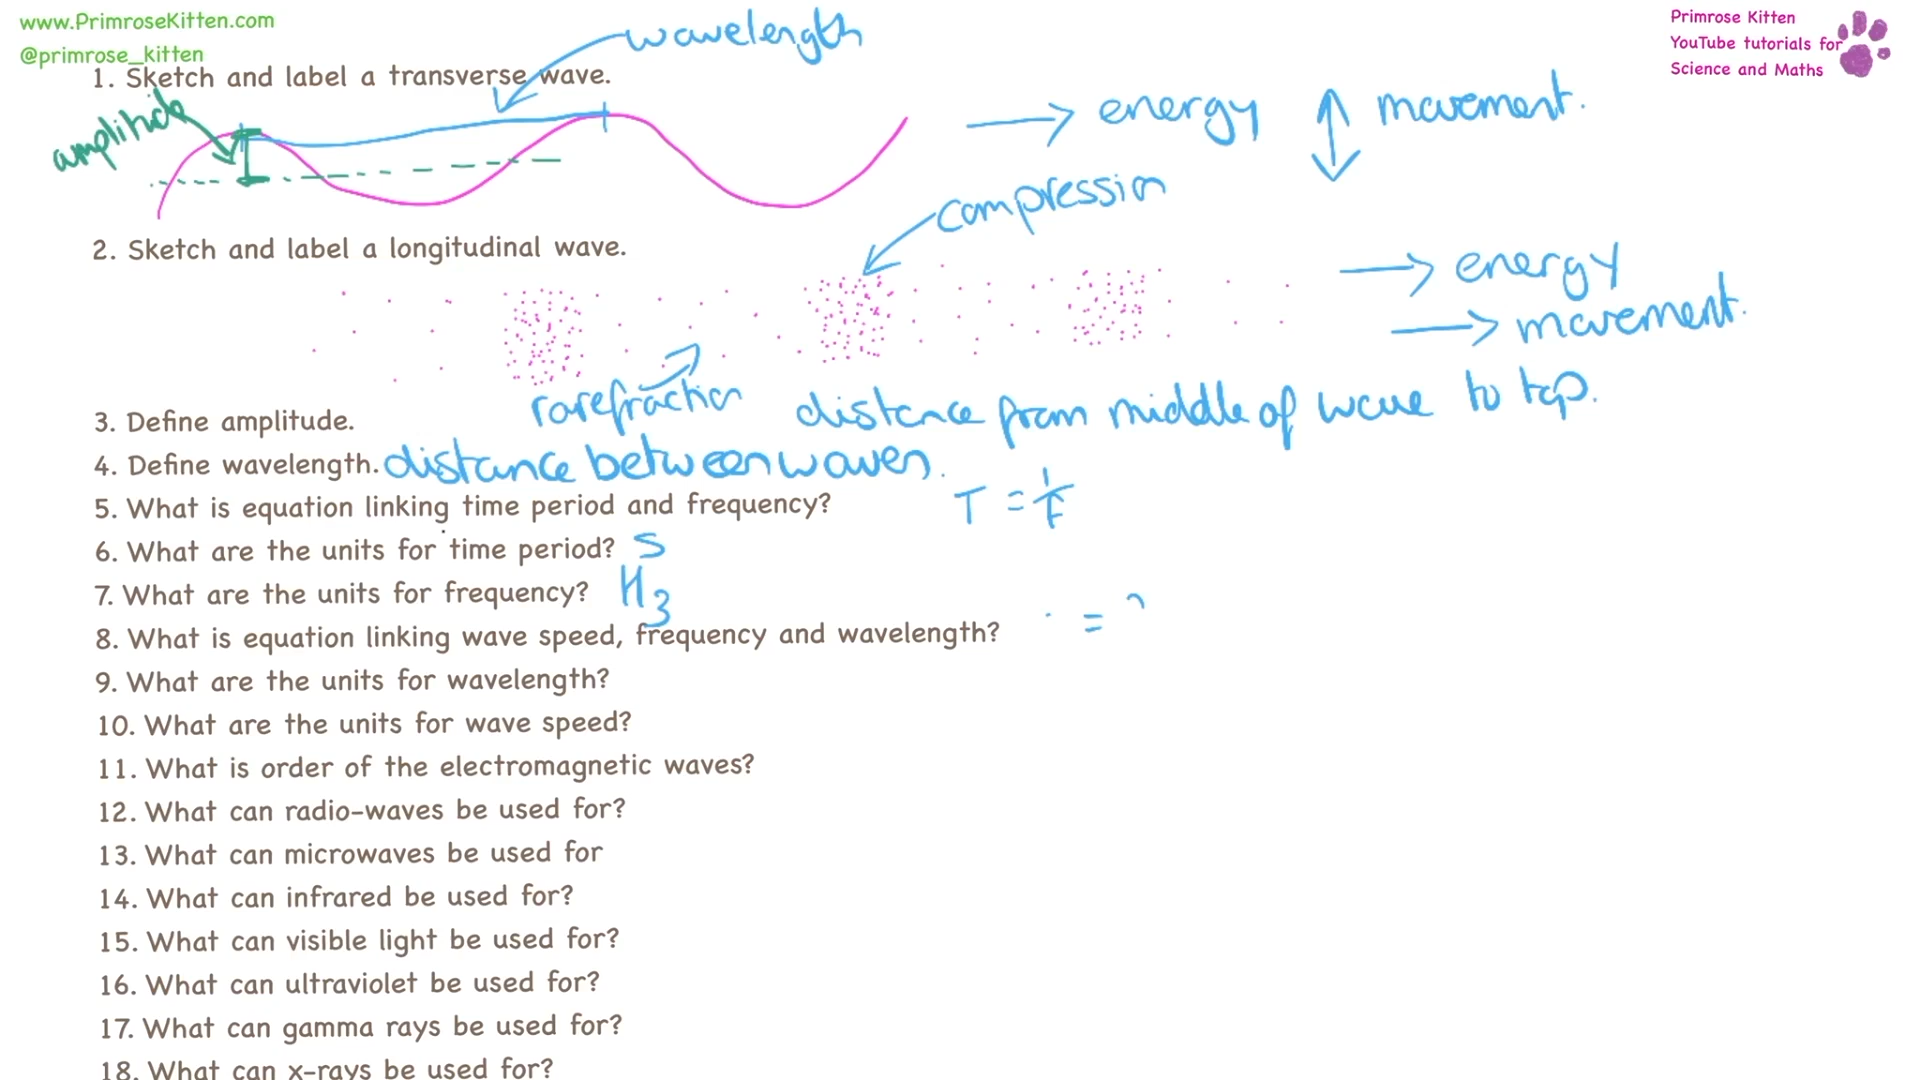 www.PrimroseKitten.com
@primrose_kitten
Primrose Kitten
YouTube tutorials for
Science and Maths
wavelength
1. Sketch and label a transverse wave.
amplitude
energy movement.
compression
2. Sketch and label a longitudinal wave.
energy
movement.
rarefraction
3. Define amplitude. distance from middle of wave to top.
4. Define wavelength. distance between waves.
5. What is equation linking time period and frequency? T = 1/F
6. What are the units for time period? s
7. What are the units for frequency? Hz
8. What is equation linking wave speed, frequency and wavelength? =
9. What are the units for wavelength?
10. What are the units for wave speed?
11. What is order of the electromagnetic waves?
12. What can radio-waves be used for?
13. What can microwaves be used for
14. What can infrared be used for?
15. What can visible light be used for?
16. What can ultraviolet be used for?
17. What can gamma rays be used for?
18. What can x-rays be used for?